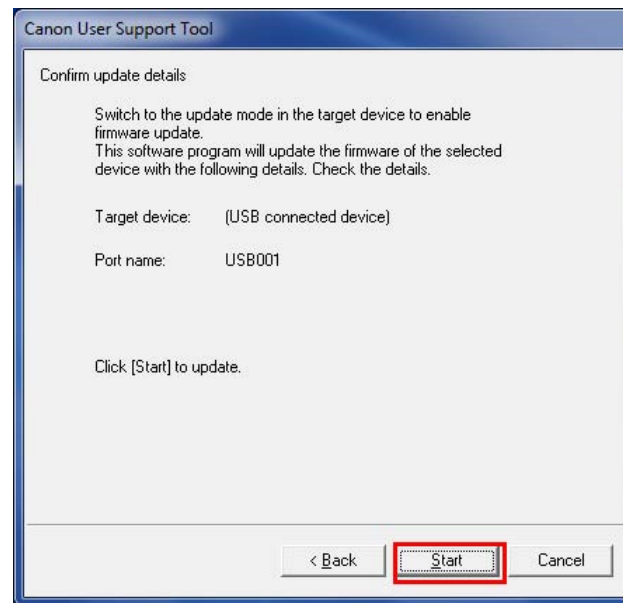 Canon User Support Tool
Confirm update details
Switch to the update mode in the target device to enable
firmware update.
This software program will update the firmware of the selected
device with the following details. Check the details.
Target device: (USB connected device)
Port name: USB001
Click [Start] to update.
< Back Start Cancel